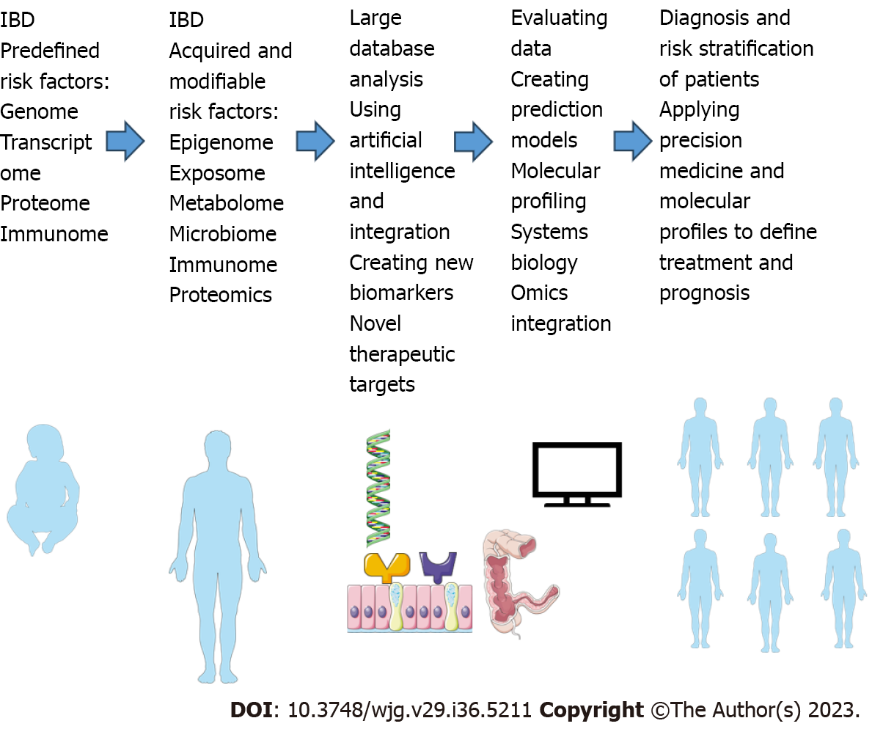 IBD
Predefined
risk factors:
Genome
Transcript
ome
Proteome
Immunome
IBD
Acquired and
modifiable
risk factors:
Epigenome
Exposome
Metabolome
Microbiome
Immunome
Proteomics
Large
database
analysis
Using
artificial
intelligence
and
integration
Creating new
biomarkers
Novel
therapeutic
targets
Evaluating
data
Creating
prediction
models
Molecular
profiling
Systems
biology
Omics
integration
Diagnosis and
risk stratification
of patients
Applying
precision
medicine and
molecular
profiles to define
treatment and
prognosis
DOI: 10.3748/wjg.v29.i36.5211 Copyright ©The Author(s) 2023.